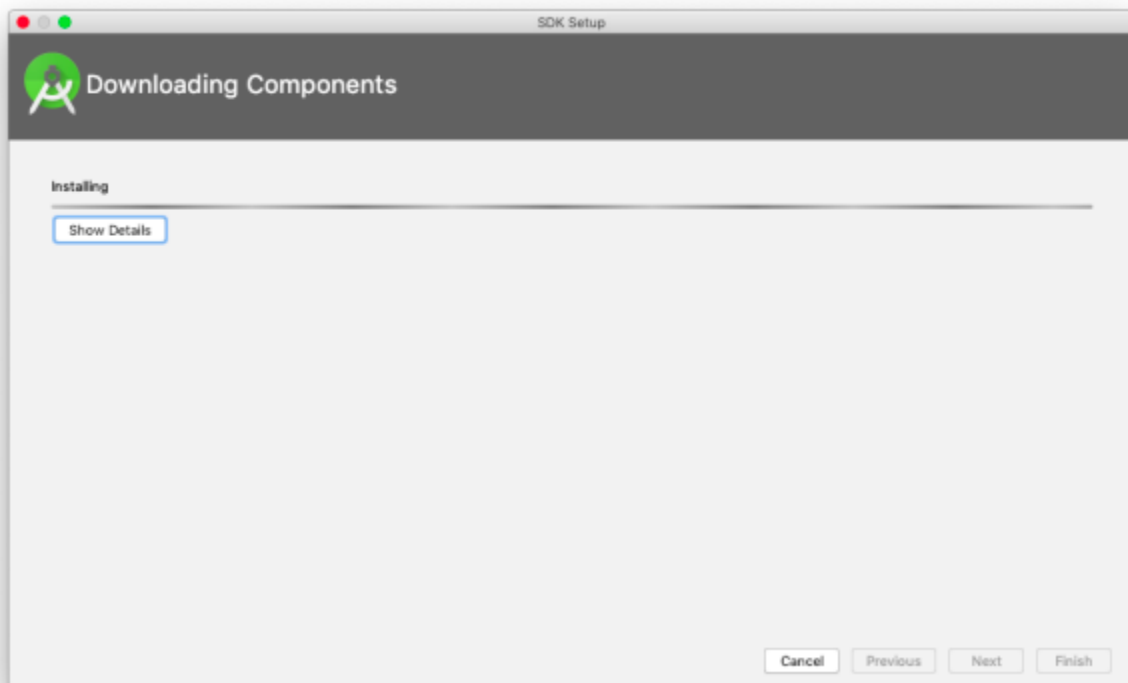 SDK Setup
Downloading Components
Installing
Show Details
Cancel Previous Next Finish